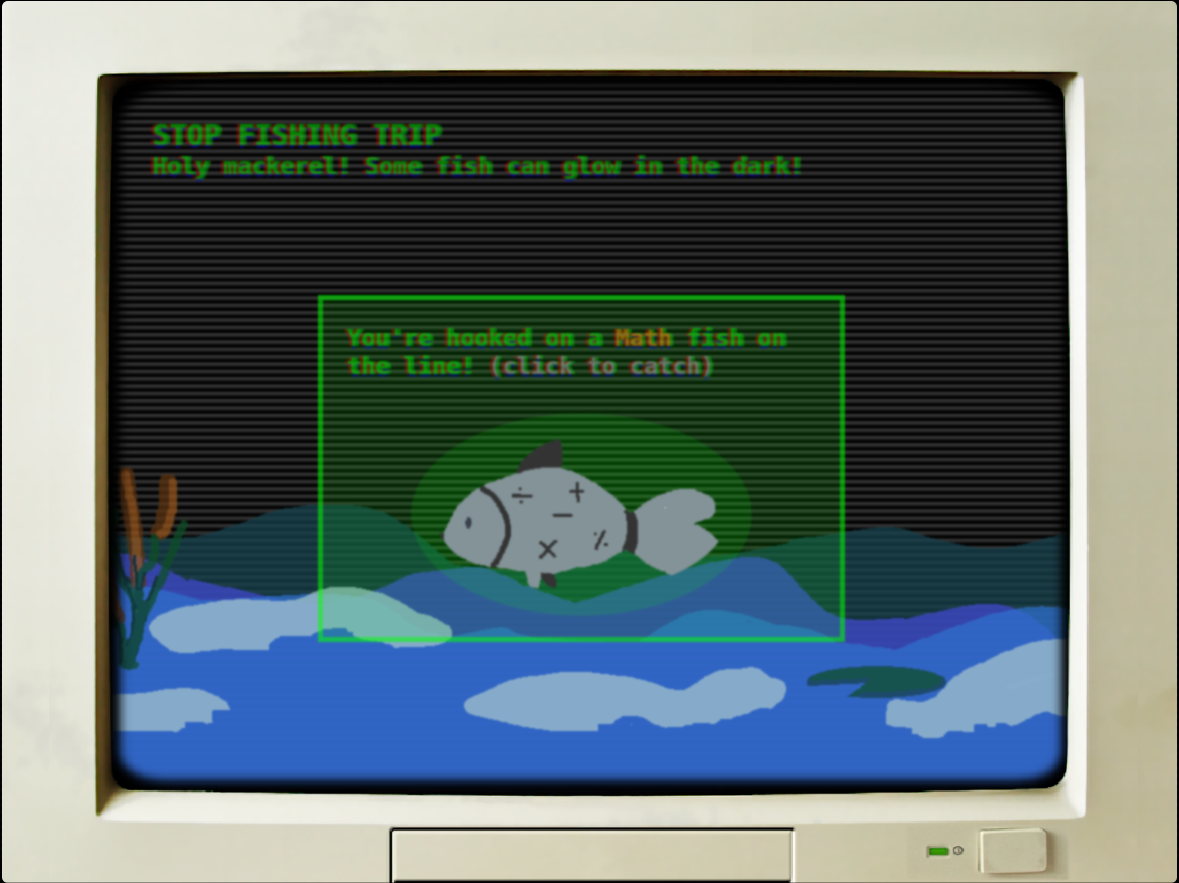 STOP FISHING TRIP
Holy mackerel! Some fish can glow in the dark!
You're hooked on a Math fish on
the line! (click to catch)
÷ +
−
× ⁒